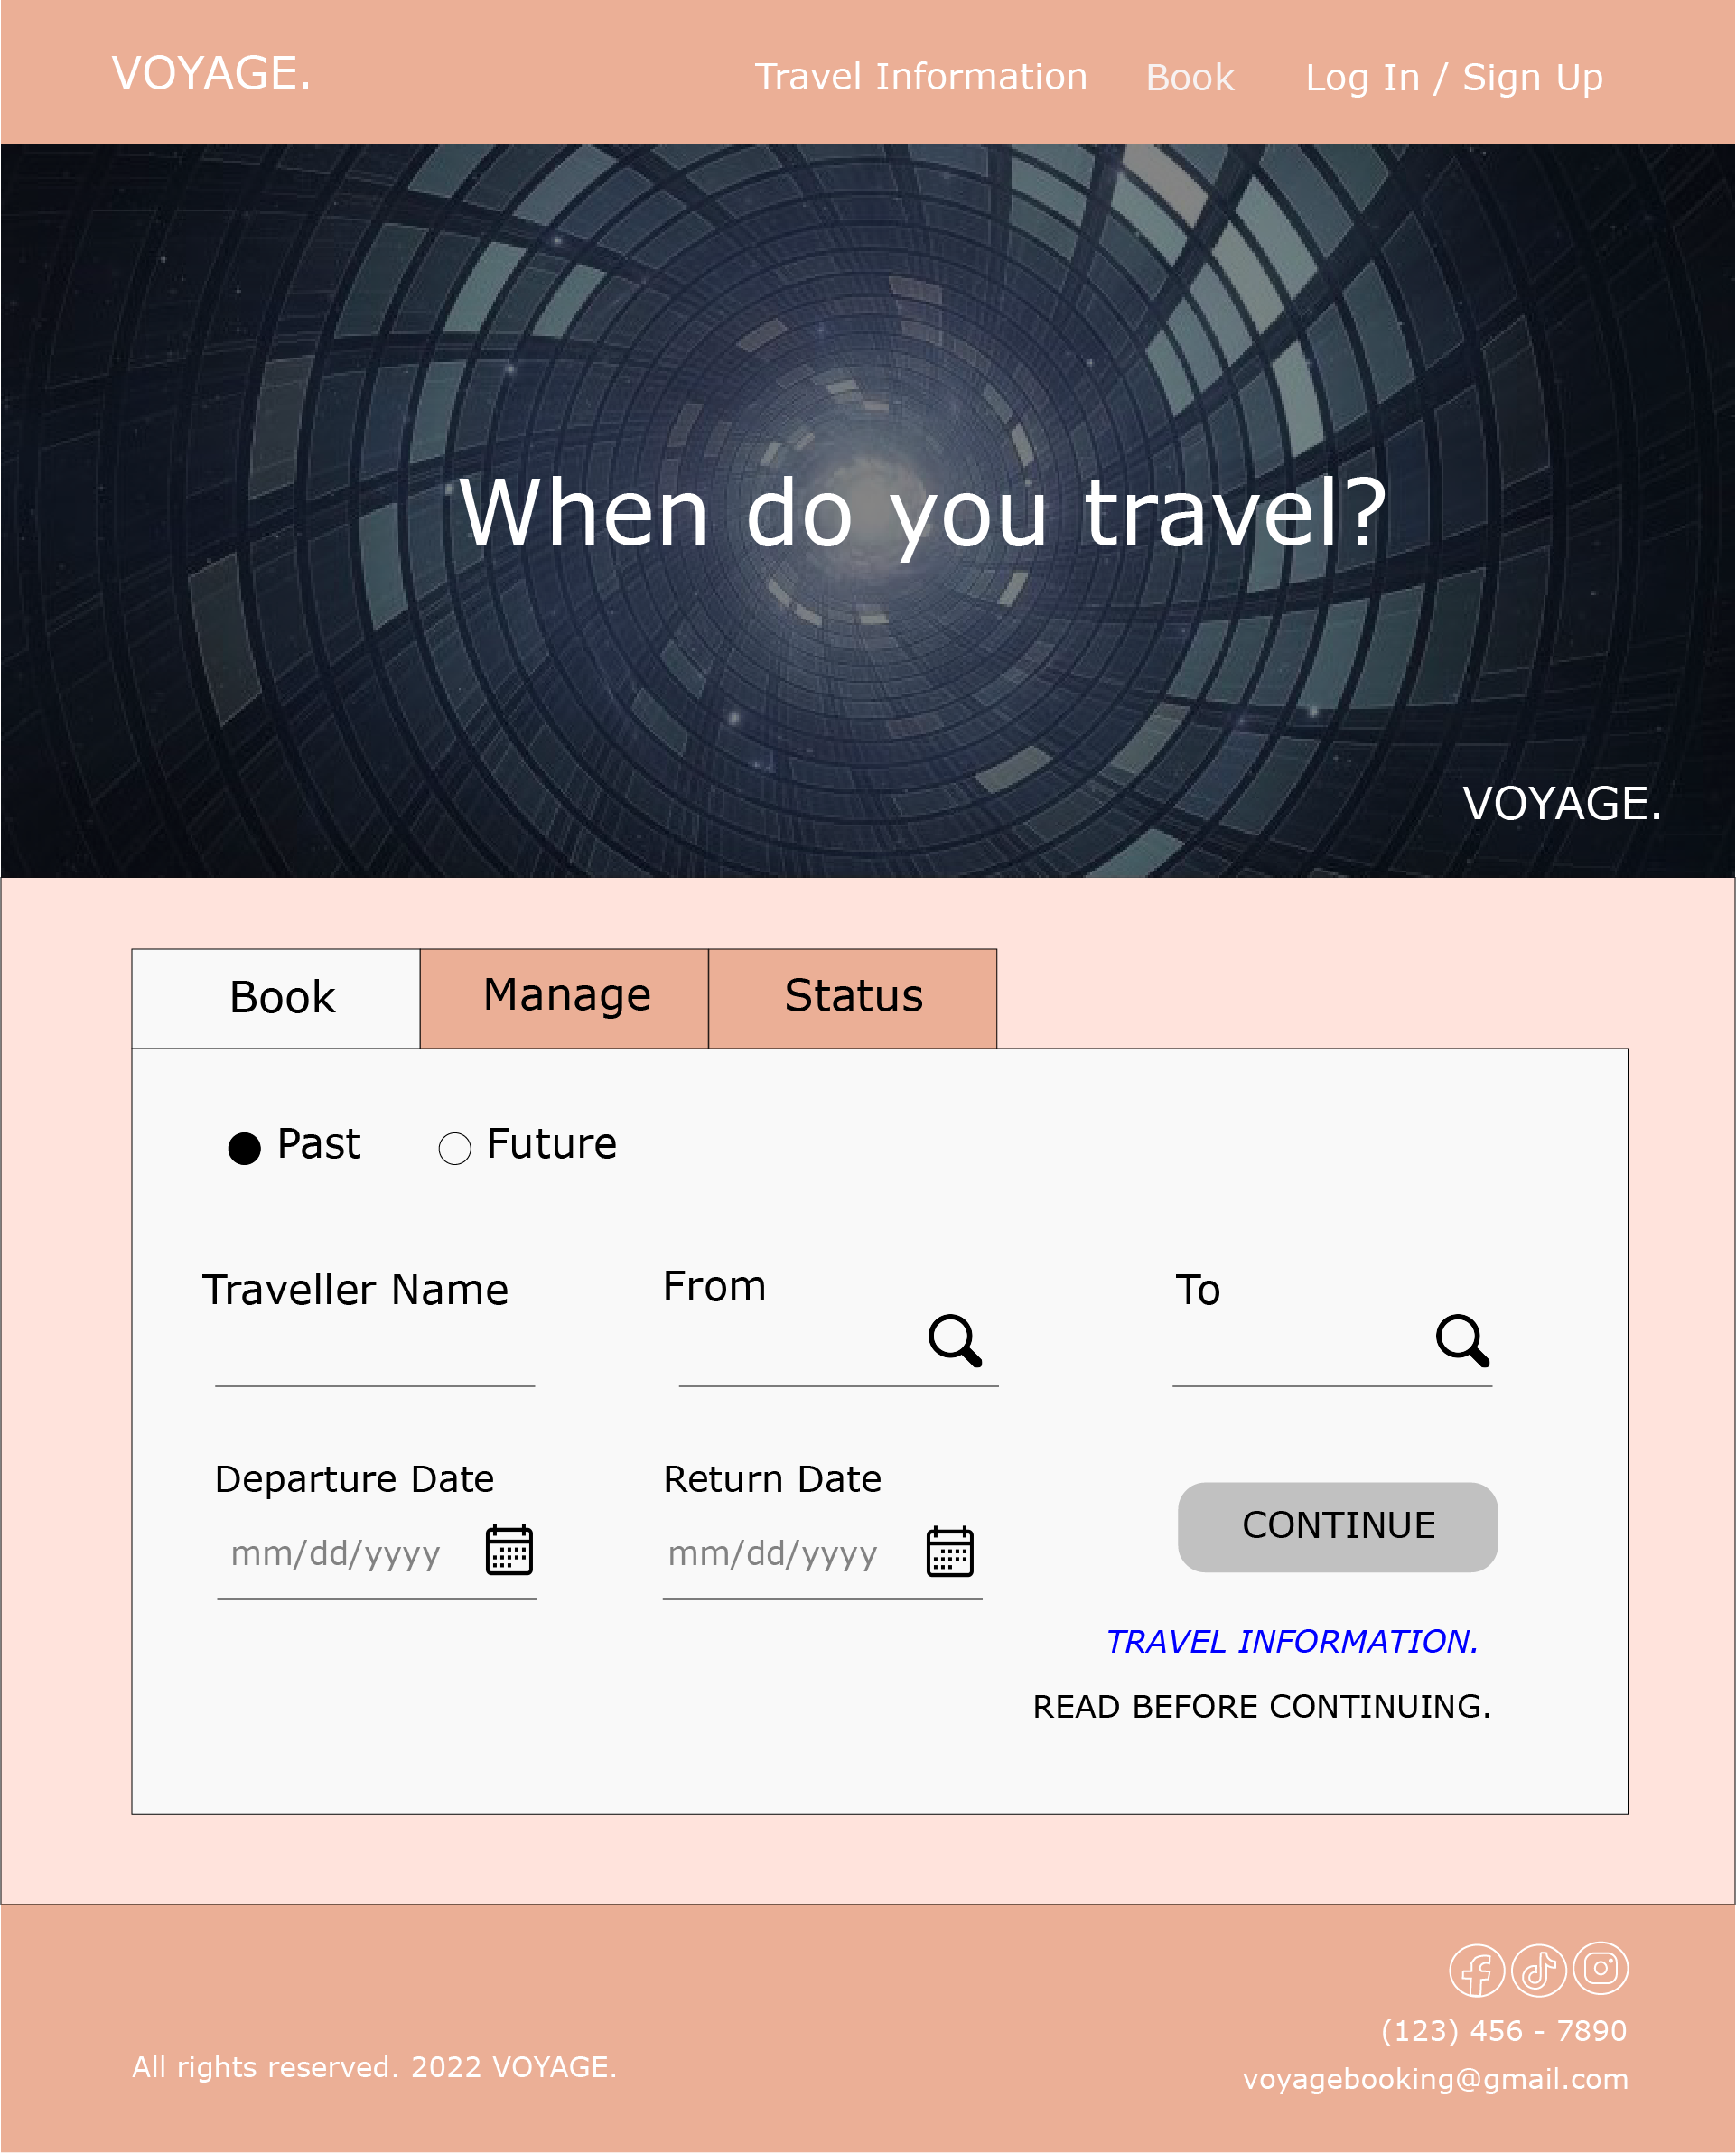 VOYAGE.
Travel Information
Book
Log In / Sign Up
When do you travel?
VOYAGE.
Book
Manage
Status
Past
Future
Traveller Name
From
To
Departure Date
Return Date
mm/dd/yyyy
mm/dd/yyyy
CONTINUE
TRAVEL INFORMATION.
READ BEFORE CONTINUING.
(123) 456 - 7890
All rights reserved. 2022 VOYAGE.
voyagebooking@gmail.com